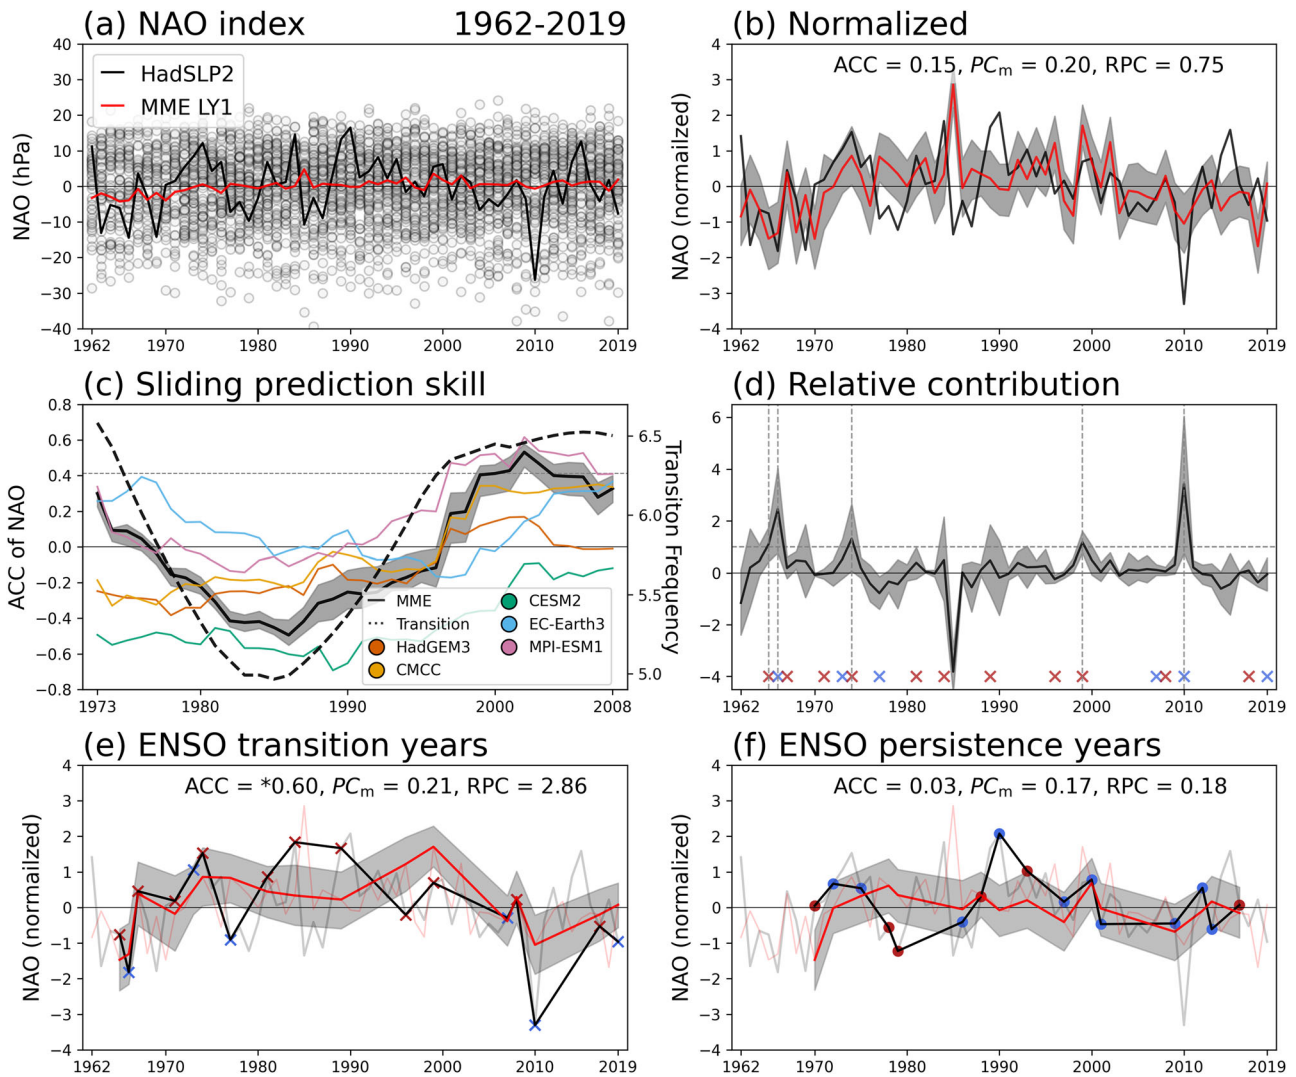 (a) NAO index 1962-2019
HadSLP2
MME LY1
NAO (hPa)
40
30
20
10
0
−10
−20
−30
−40
1962 1970 1980 1990 2000 2010 2019
(b) Normalized
ACC = 0.15, PCm = 0.20, RPC = 0.75
NAO (normalized)
4
3
2
1
0
−1
−2
−3
−4
1962 1970 1980 1990 2000 2010 2019
(c) Sliding prediction skill
ACC of NAO
0.8
0.6
0.4
0.2
0.0
−0.2
−0.4
−0.6
−0.8
MME
Transition
HadGEM3
CMCC
CESM2
EC-Earth3
MPI-ESM1
6.5
6.0
5.5
5.0
Transiton Frequency
1973 1980 1990 2000 2008
(d) Relative contribution
6
4
2
0
−2
−4
1962 1970 1980 1990 2000 2010 2019
(e) ENSO transition years
ACC = *0.60, PCm = 0.21, RPC = 2.86
NAO (normailzed)
4
3
2
1
0
−1
−2
−3
−4
1962 1970 1980 1990 2000 2010 2019
(f) ENSO persistence years
ACC = 0.03, PCm = 0.17, RPC = 0.18
NAO (normalized)
4
3
2
1
0
−1
−2
−3
−4
1962 1970 1980 1990 2000 2010 2019